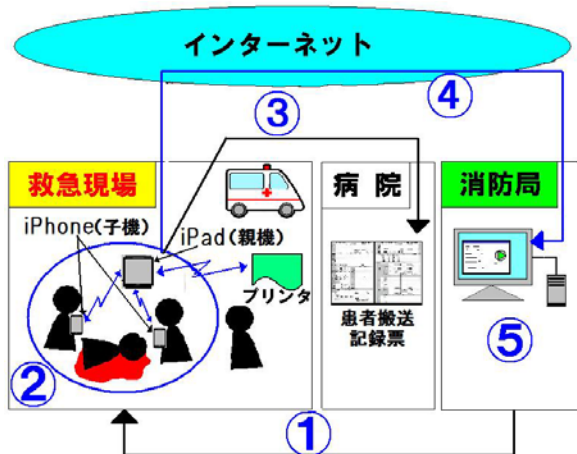 インターネット
③
④
救急現場
病 院
消防局
iPhone(子機)
iPad(親機)
プリンタ
患者搬送
記録票
②
⑤
①